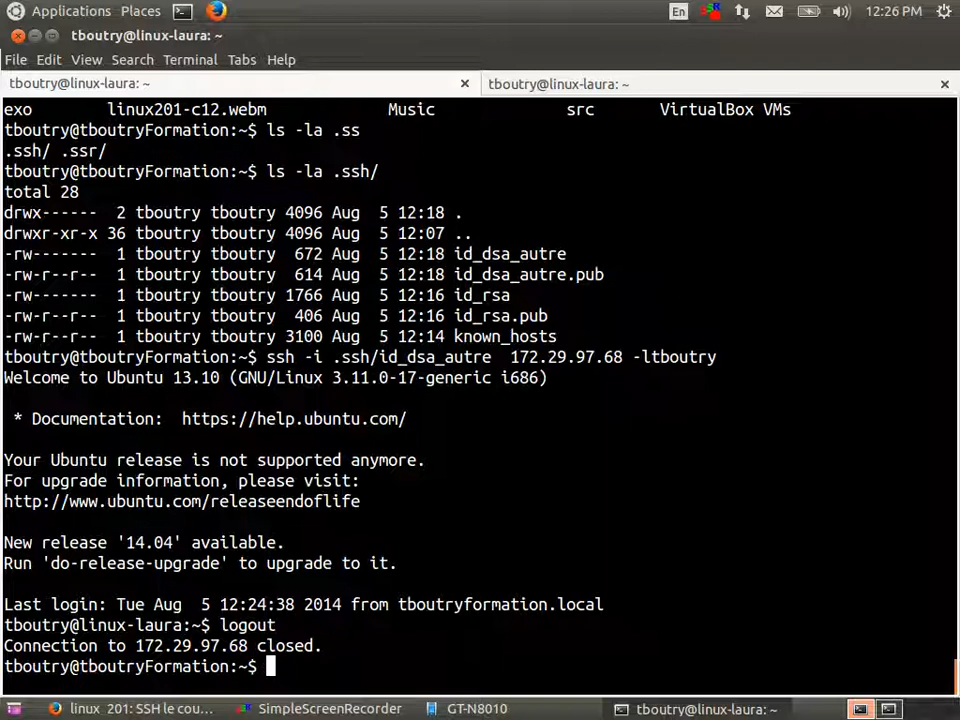 Applications Places En 12:26 PM
tboutry@linux-laura: ~
File Edit View Search Terminal Tabs Help
tboutry@linux-laura: ~ × tboutry@linux-laura: ~ ×
exo linux201-c12.webm Music src VirtualBox VMs
tboutry@tboutryFormation:~$ ls -la .ss
.ssh/ .ssr/
tboutry@tboutryFormation:~$ ls -la .ssh/
total 28
drwx------ 2 tboutry tboutry 4096 Aug 5 12:18 .
drwxr-xr-x 36 tboutry tboutry 4096 Aug 5 12:07 ..
-rw------- 1 tboutry tboutry 672 Aug 5 12:18 id_dsa_autre
-rw-r--r-- 1 tboutry tboutry 614 Aug 5 12:18 id_dsa_autre.pub
-rw------- 1 tboutry tboutry 1766 Aug 5 12:16 id_rsa
-rw-r--r-- 1 tboutry tboutry 406 Aug 5 12:16 id_rsa.pub
-rw-r--r-- 1 tboutry tboutry 3100 Aug 5 12:14 known_hosts
tboutry@tboutryFormation:~$ ssh -i .ssh/id_dsa_autre 172.29.97.68 -ltboutry
Welcome to Ubuntu 13.10 (GNU/Linux 3.11.0-17-generic i686)
* Documentation: https://help.ubuntu.com/
Your Ubuntu release is not supported anymore.
For upgrade information, please visit:
http://www.ubuntu.com/releaseendoflife
New release '14.04' available.
Run 'do-release-upgrade' to upgrade to it.
Last login: Tue Aug 5 12:24:38 2014 from tboutryformation.local
tboutry@linux-laura:~$ logout
Connection to 172.29.97.68 closed.
tboutry@tboutryFormation:~$
linux 201: SSH le cou... SimpleScreenRecorder GT-N8010 tboutry@linux-laura: ~